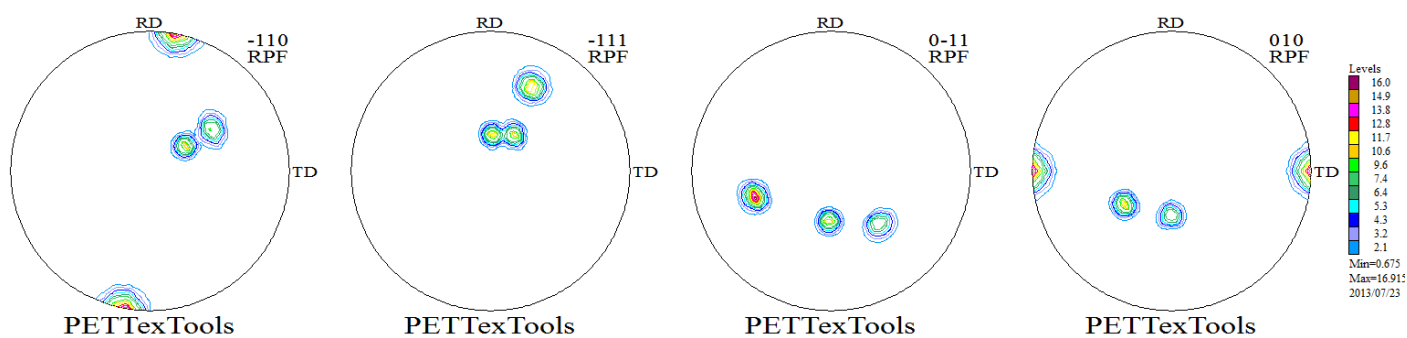 RD
-110
RPF
TD
PETTexTools
RD
-111
RPF
TD
PETTexTools
RD
0-11
RPF
TD
PETTexTools
RD
010
RPF
TD
PETTexTools
Levels
16.0
14.9
13.8
12.8
11.7
10.6
9.6
7.4
6.4
5.3
4.3
3.2
2.1
Min=0.675
Max=16.915
2013/07/23